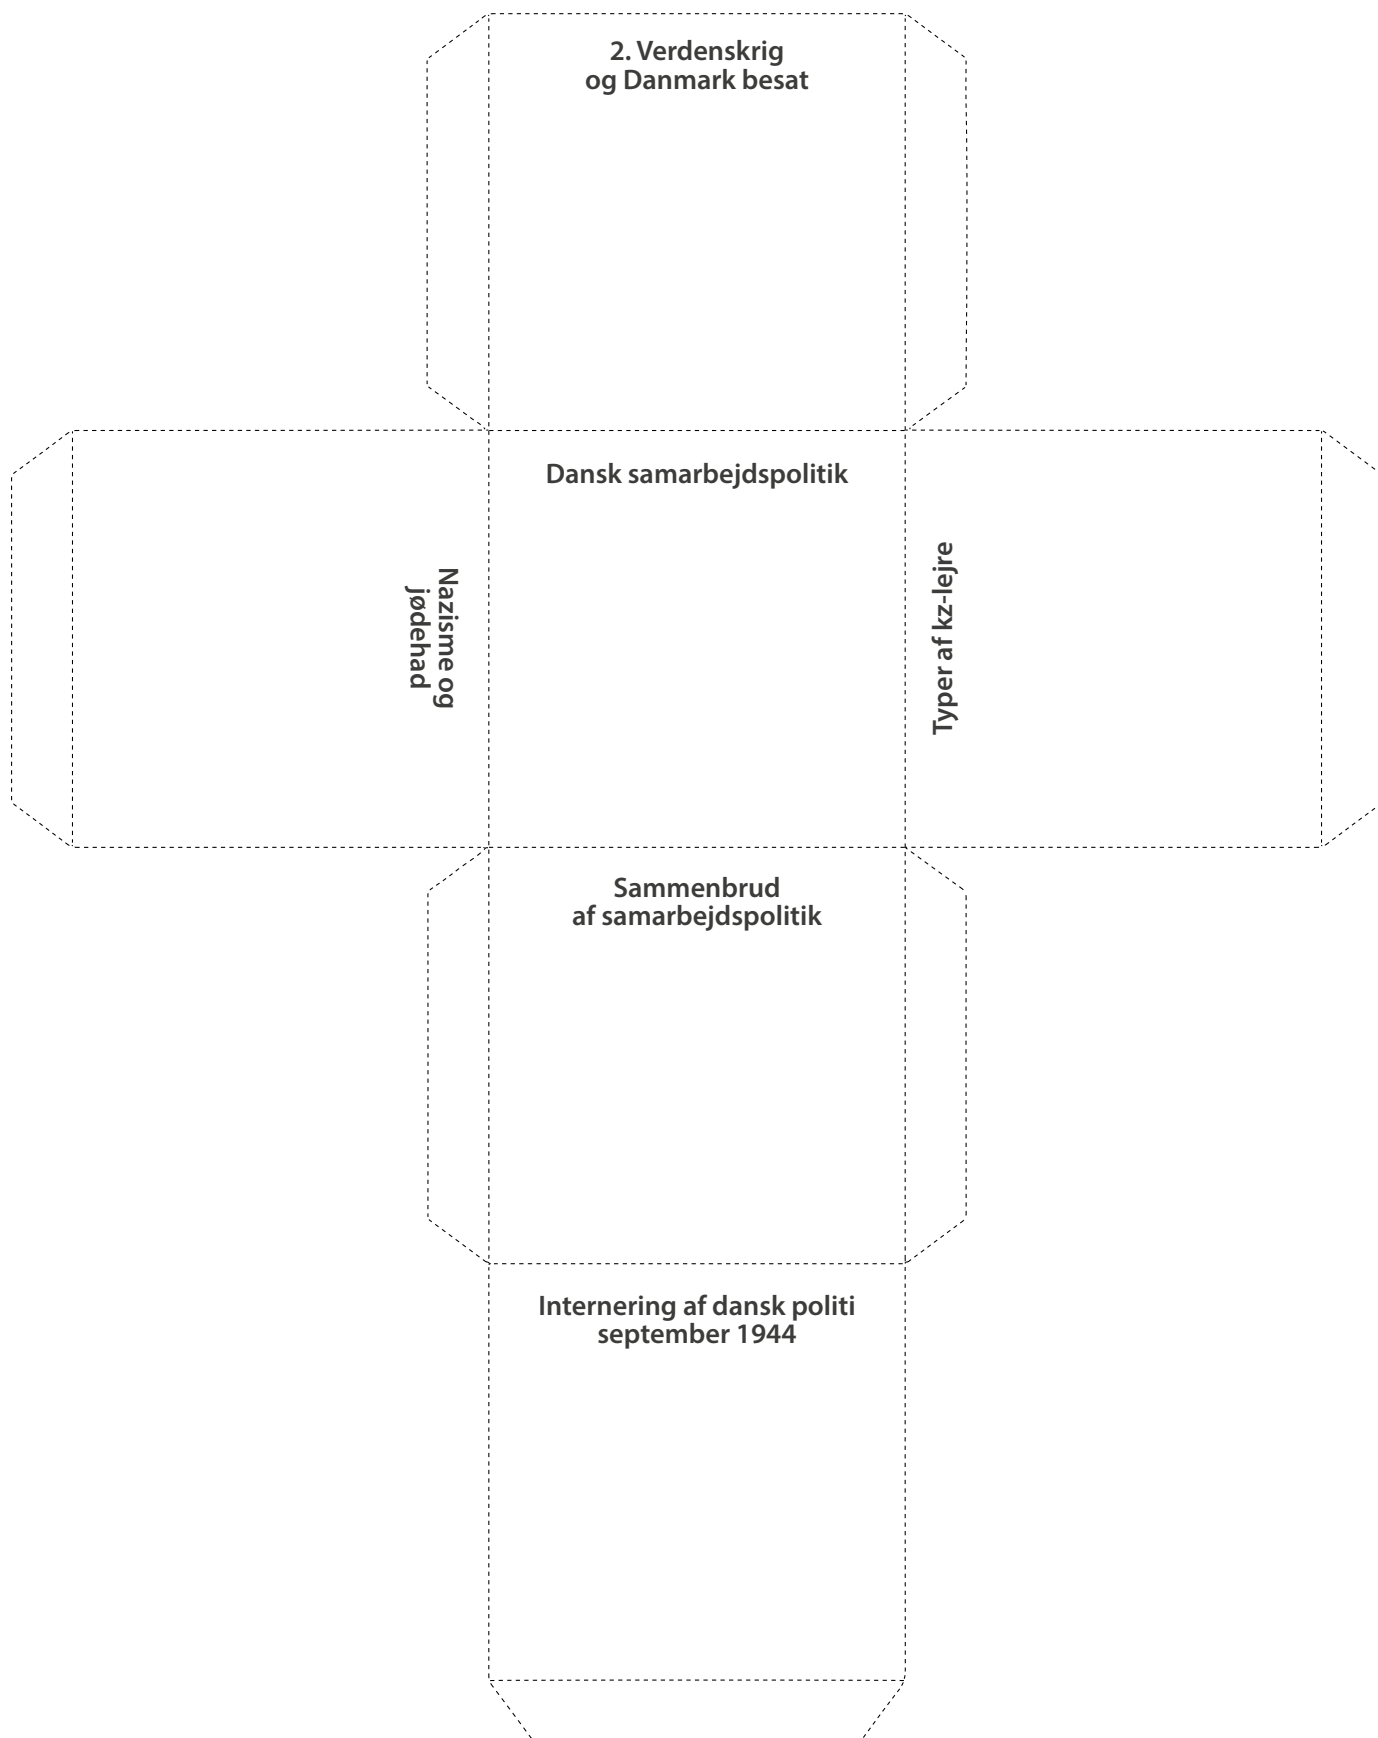 2. Verdenskrig
og Danmark besat
Dansk samarbejdspolitik
Nazisme og
jødehad
Typer af kz-lejre
Sammenbrud
af samarbejdspolitik
Internering af dansk politi
september 1944